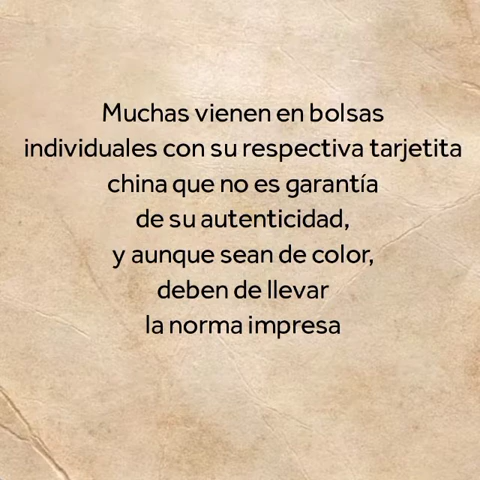 Muchas vienen en bolsas
individuales con su respectiva tarjetita
china que no es garantía
de su autenticidad,
y aunque sean de color,
deben de llevar
la norma impresa